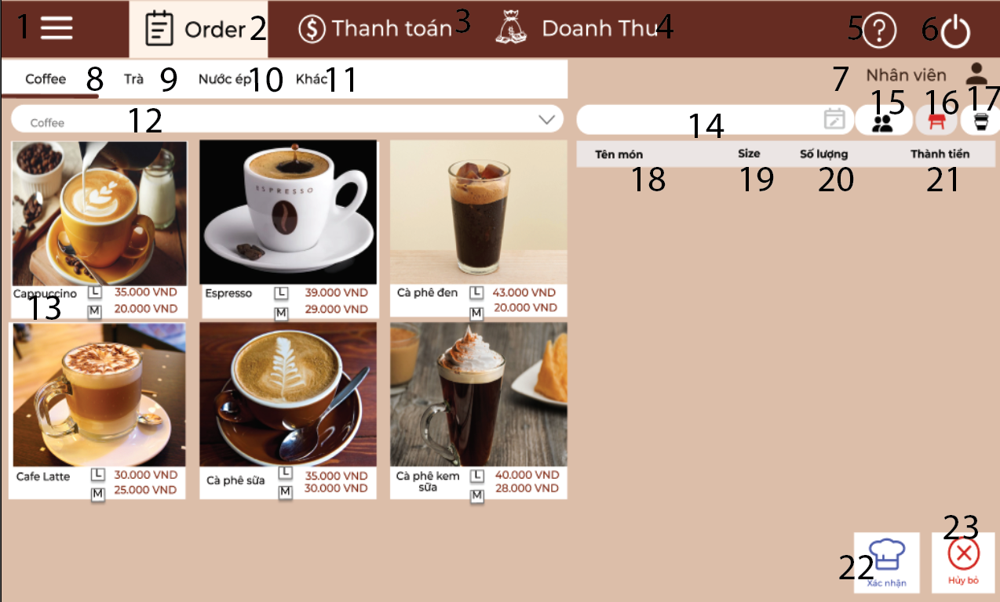 1 Order 2 Thanh toán 3 Doanh Thu 4 5 ? 6
Coffee 8 Trà 9 Nước ép 10 Khác 11
7 Nhân viên
Coffee 12
14 15 16 17
Tên món Size Số lượng Thành tiền
18 19 20 21
ESPRESSO
Cappuccino L 35.000 VND
M 20.000 VND
13
Espresso L 39.000 VND
M 29.000 VND
Cà phê đen L 43.000 VND
M 20.000 VND
Cafe Latte L 30.000 VND
M 25.000 VND
Cà phê sữa L 35.000 VND
M 30.000 VND
Cà phê kem sữa L 40.000 VND
M 28.000 VND
22 Xác nhận
23 Hủy bỏ